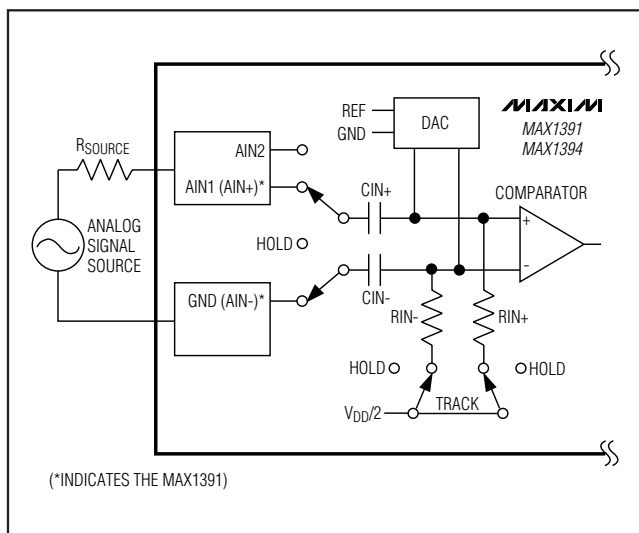 REF
GND
DAC
MAXIM
MAX1391
MAX1394
RSOURCE
AIN2
AIN1 (AIN+)*
CIN+
COMPARATOR
+
-
ANALOG
SIGNAL
SOURCE
HOLD
GND (AIN-)*
CIN-
RIN-
RIN+
HOLD
HOLD
TRACK
VDD/2
(*INDICATES THE MAX1391)